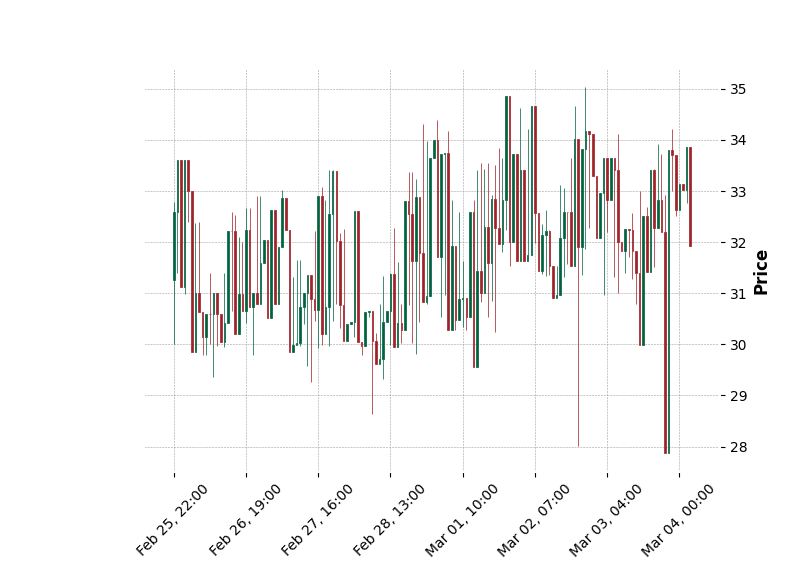 35
34
33
32
31
30
29
28
Price
Feb 25, 22:00
Feb 26, 19:00
Feb 27, 16:00
Feb 28, 13:00
Mar 01, 10:00
Mar 02, 07:00
Mar 03, 04:00
Mar 04, 00:00